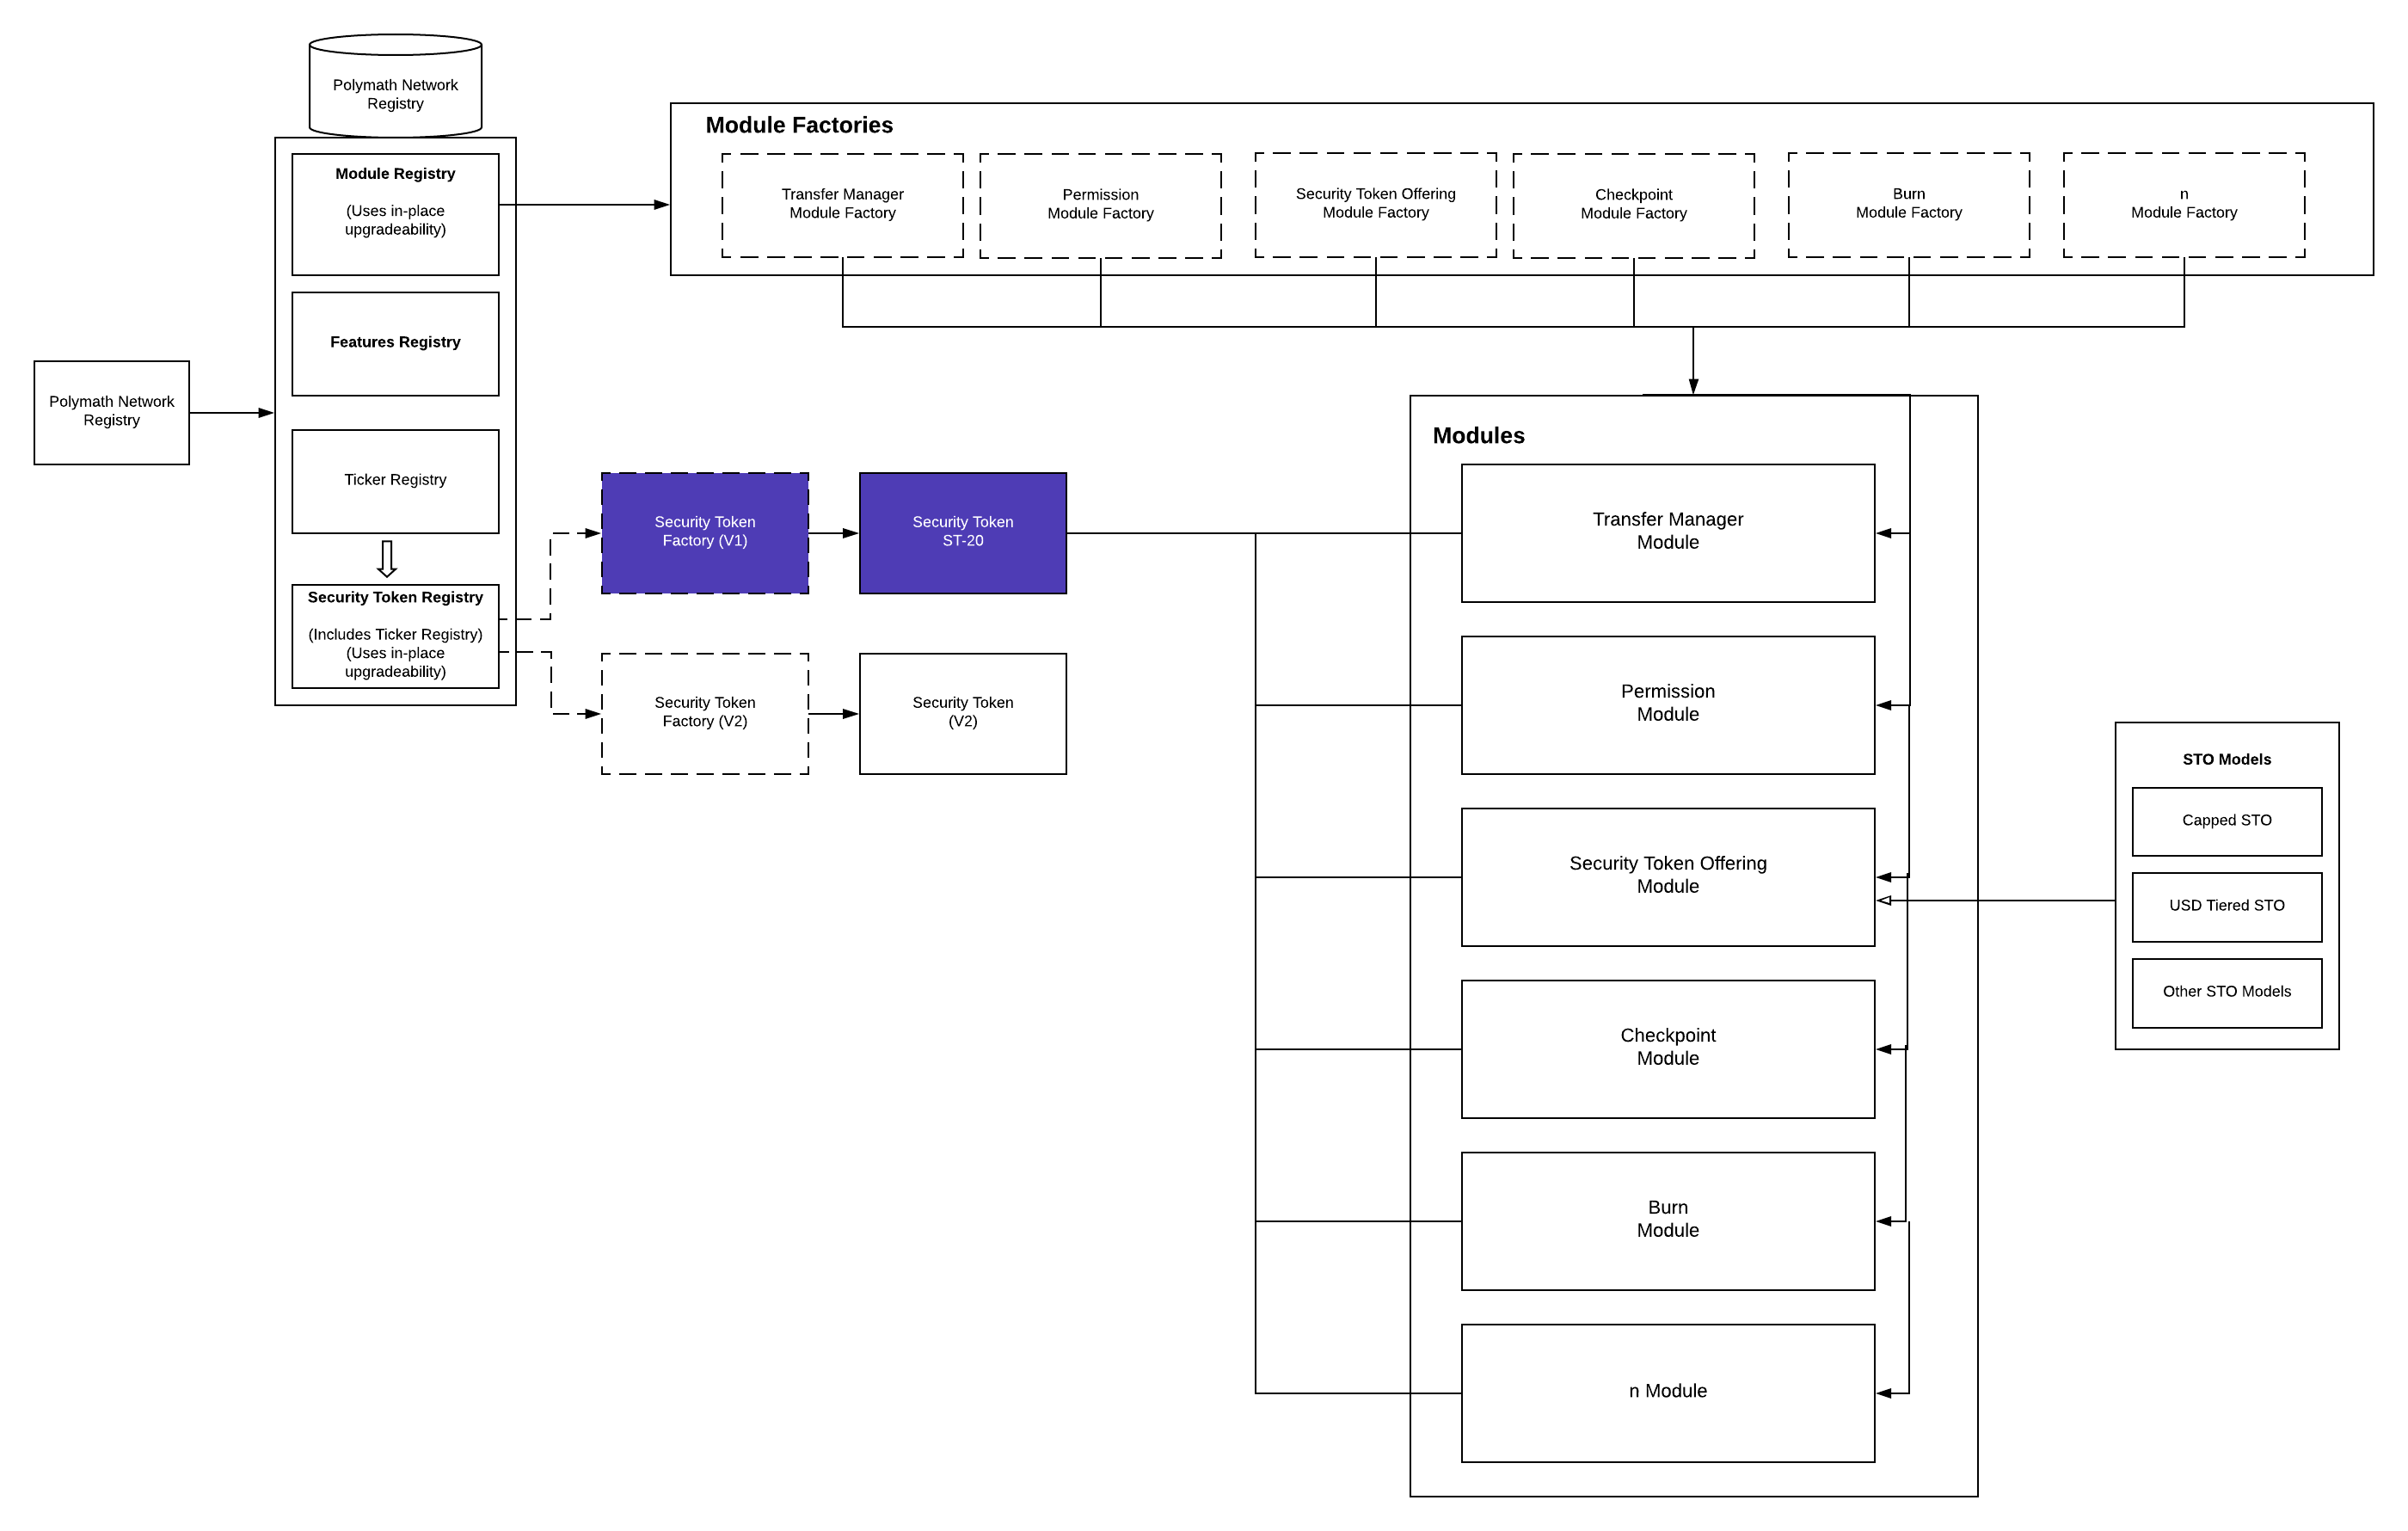 Polymath Network
Registry
Module Registry
(Uses in-place
upgradeability)
Features Registry
Ticker Registry
Security Token Registry
(Includes Ticker Registry)
(Uses in-place
upgradeability)
Polymath Network
Registry
Module Factories
Transfer Manager
Module Factory
Permission
Module Factory
Security Token Offering
Module Factory
Checkpoint
Module Factory
Burn
Module Factory
n
Module Factory
Security Token
Factory (V1)
Security Token
ST-20
Security Token
Factory (V2)
Security Token
(V2)
Modules
Transfer Manager
Module
Permission
Module
Security Token Offering
Module
Checkpoint
Module
Burn
Module
n Module
STO Models
Capped STO
USD Tiered STO
Other STO Models